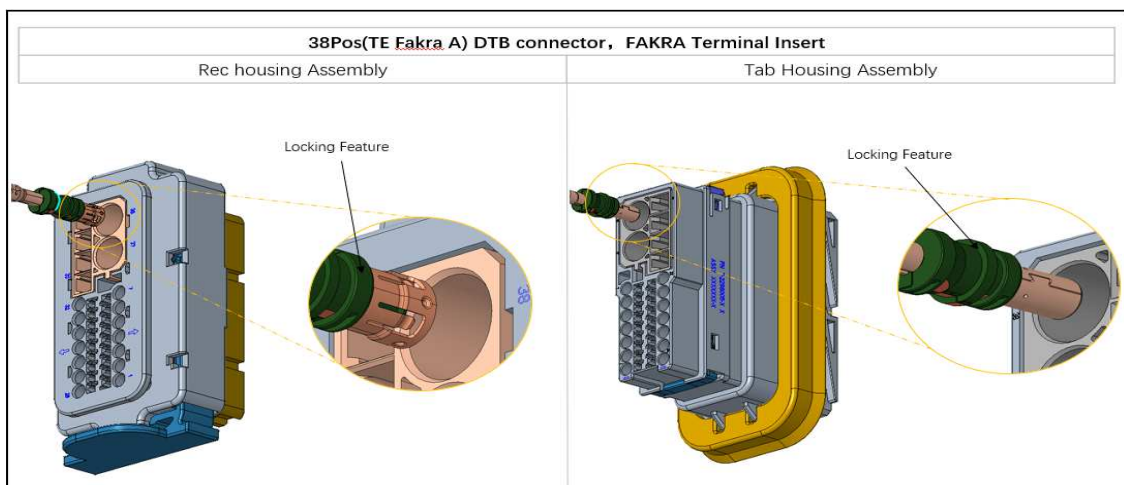 38Pos(TE Fakra A) DTB connector，FAKRA Terminal Insert
Rec housing Assembly
Tab Housing Assembly
Locking Feature
Locking Feature
38